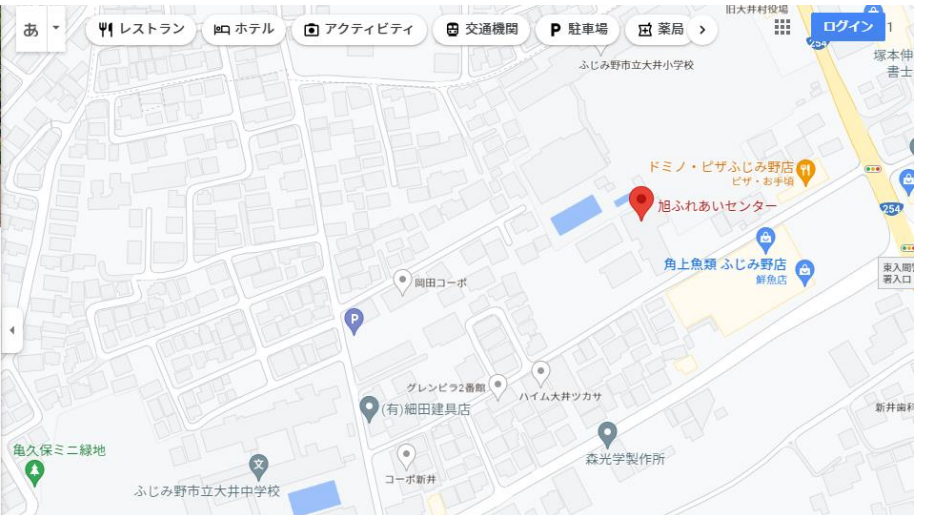 旧大井村役場
あ
レストラン
ホテル
アクティビティ
交通機関
P 駐車場
薬局
ログイン
1
254
塚本伸
書士
ふじみ野市立大井小学校
ドミノ・ピザふじみ野店
ピザ・お手頃
旭ふれあいセンター
254
角上魚類 ふじみ野店
鮮魚店
東入間警
署入口
岡田コーポ
P
グレンビラ2番館
ハイム大井ツカサ
(有)細田建具店
新井歯科
亀久保ミニ緑地
文
ふじみ野市立大井中学校
コーポ新井
森光学製作所